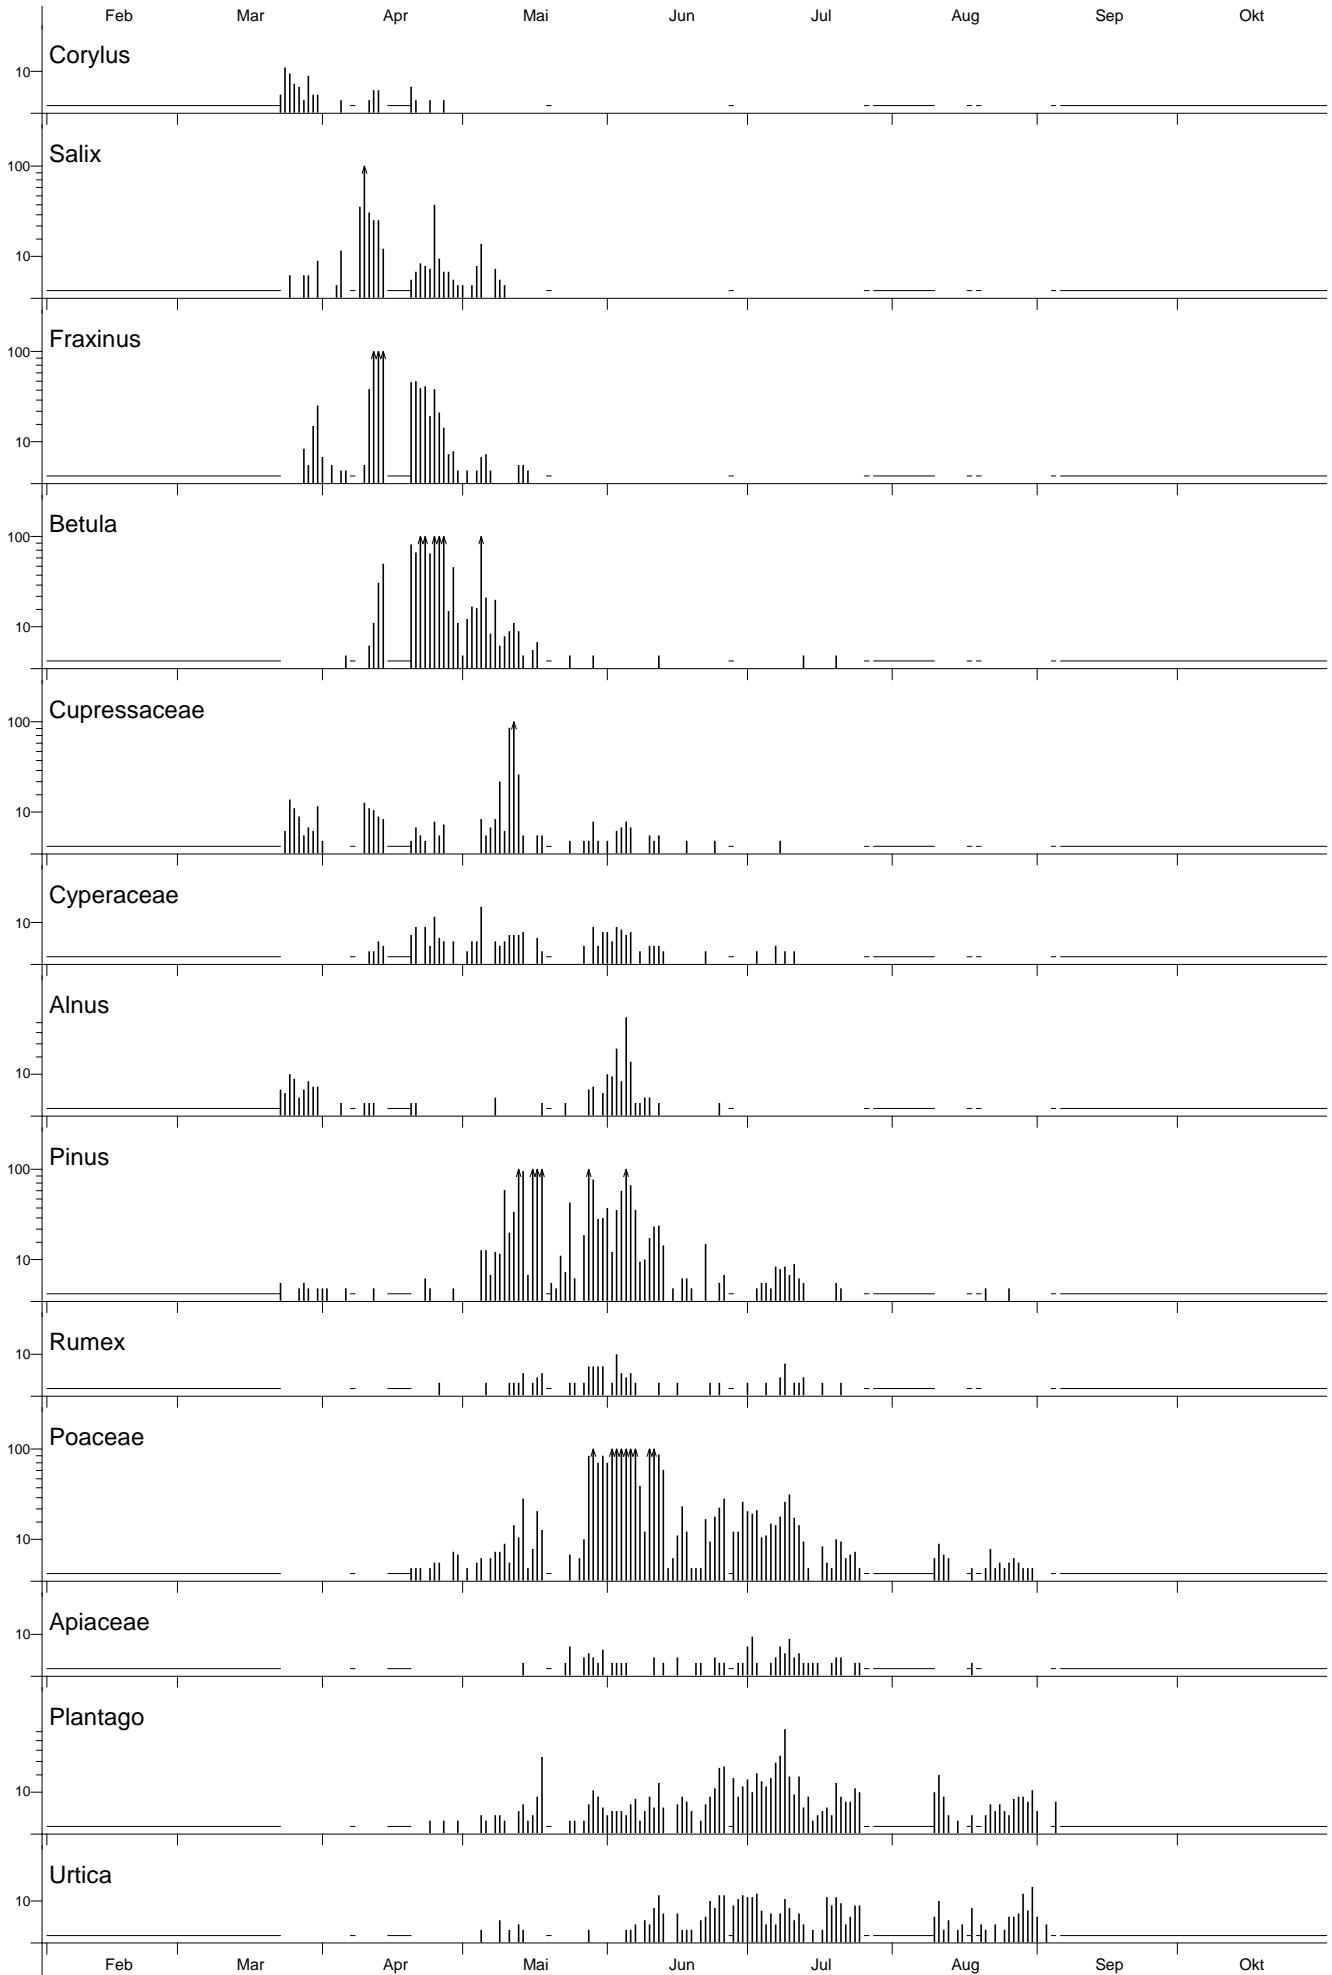 Feb Mar Apr Mai Jun Jul Aug Sep Okt
Corylus
10
Salix
100
10
Fraxinus
100
10
Betula
100
10
Cupressaceae
100
10
Cyperaceae
10
Alnus
10
Pinus
100
10
Rumex
10
Poaceae
100
10
Apiaceae
10
Plantago
10
Urtica
10
Feb Mar Apr Mai Jun Jul Aug Sep Okt